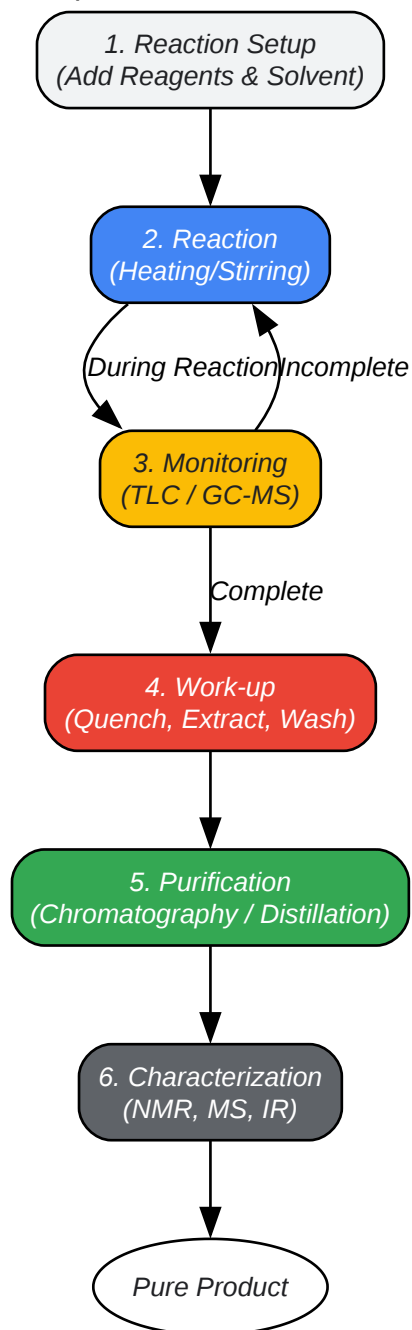 1. Reaction Setup
(Add Reagents & Solvent)
2. Reaction
(Heating/Stirring)
During Reaction
Incomplete
3. Monitoring
(TLC / GC-MS)
Complete
4. Work-up
(Quench, Extract, Wash)
5. Purification
(Chromatography / Distillation)
6. Characterization
(NMR, MS, IR)
Pure Product